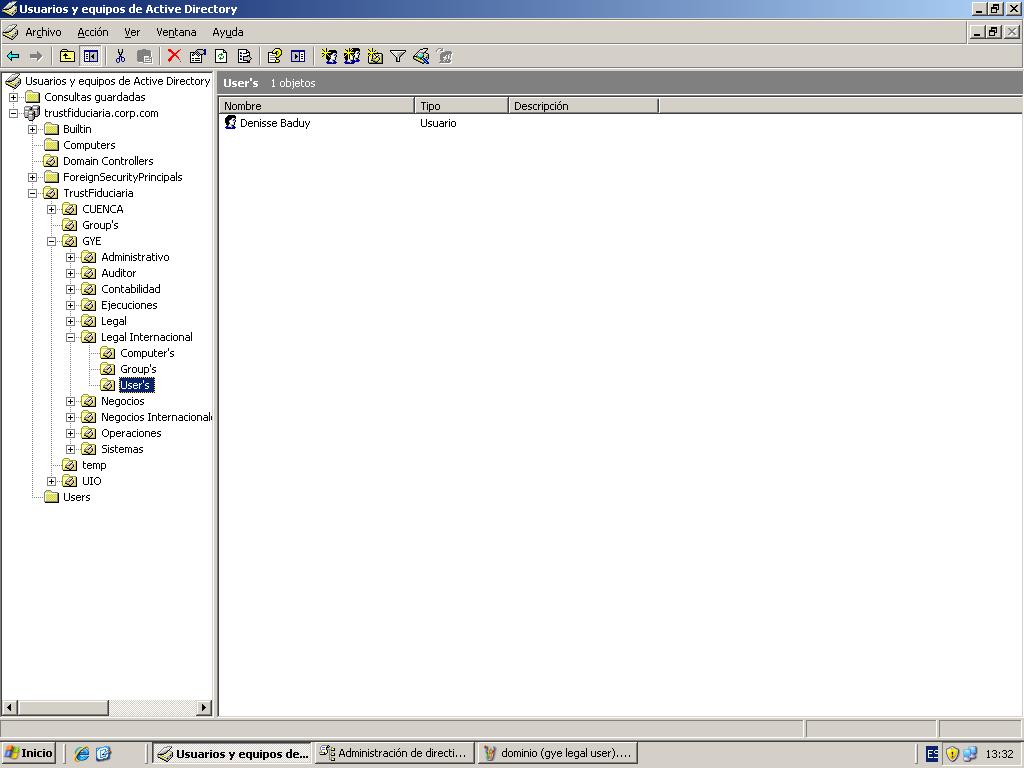 Usuarios y equipos de Active Directory
Archivo Acción Ver Ventana Ayuda
Usuarios y equipos de Active Directory
Consultas guardadas
trustfiduciaria.corp.com
Builtin
Computers
Domain Controllers
ForeignSecurityPrincipals
TrustFiduciaria
CUENCA
Group's
GYE
Administrativo
Auditor
Contabilidad
Ejecuciones
Legal
Legal Internacional
Computer's
Group's
User's
Negocios
Negocios Internacional
Operaciones
Sistemas
temp
UIO
Users
User's 1 objetos
Nombre Tipo Descripción
Denisse Baduy Usuario
Inicio Usuarios y equipos de... Administración de directi... dominio (gye legal user).... ES 13:32